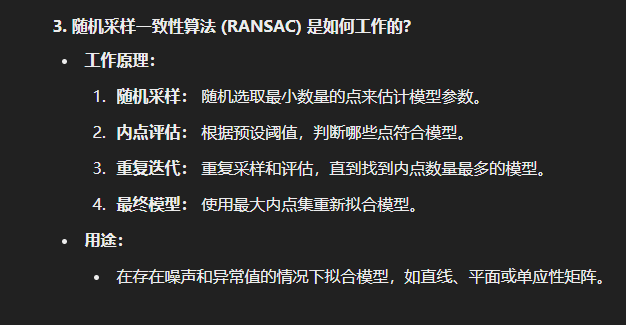 3. 随机采样一致性算法 (RANSAC) 是如何工作的?
• 工作原理：
1. 随机采样： 随机选取最小数量的点来估计模型参数。
2. 内点评估： 根据预设阈值，判断哪些点符合模型。
3. 重复迭代： 重复采样和评估，直到找到内点数量最多的模型。
4. 最终模型： 使用最大内点集重新拟合模型。
• 用途：
• 在存在噪声和异常值的情况下拟合模型，如直线、平面或单应性矩阵。